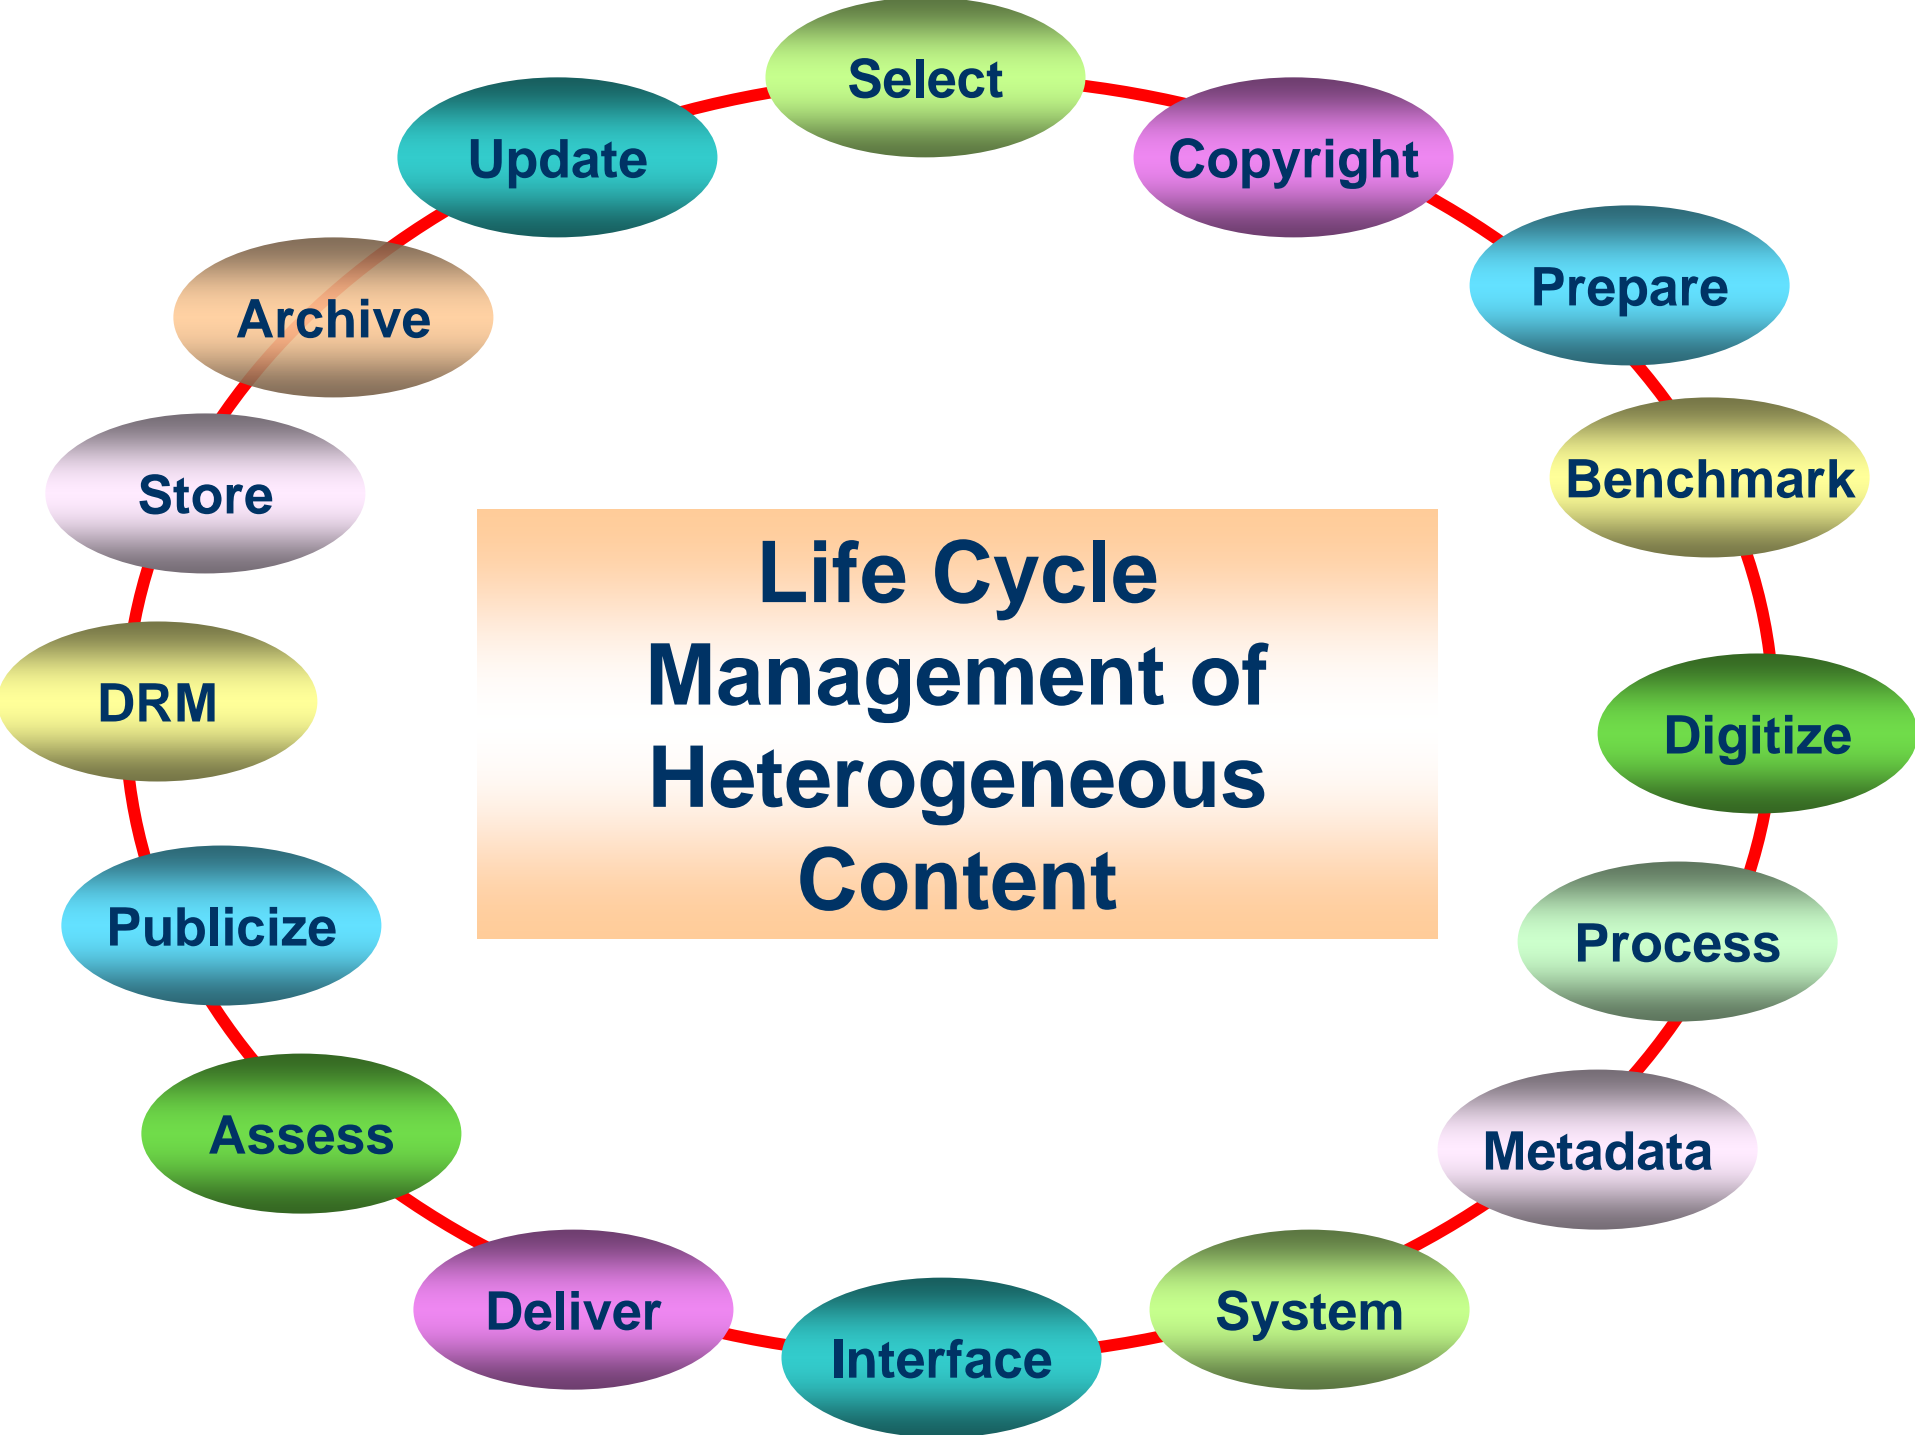 Select
Copyright
Prepare
Benchmark
Digitize
Process
Metadata
System
Interface
Deliver
Assess
Publicize
DRM
Store
Archive
Update
Life Cycle
Management of
Heterogeneous
Content